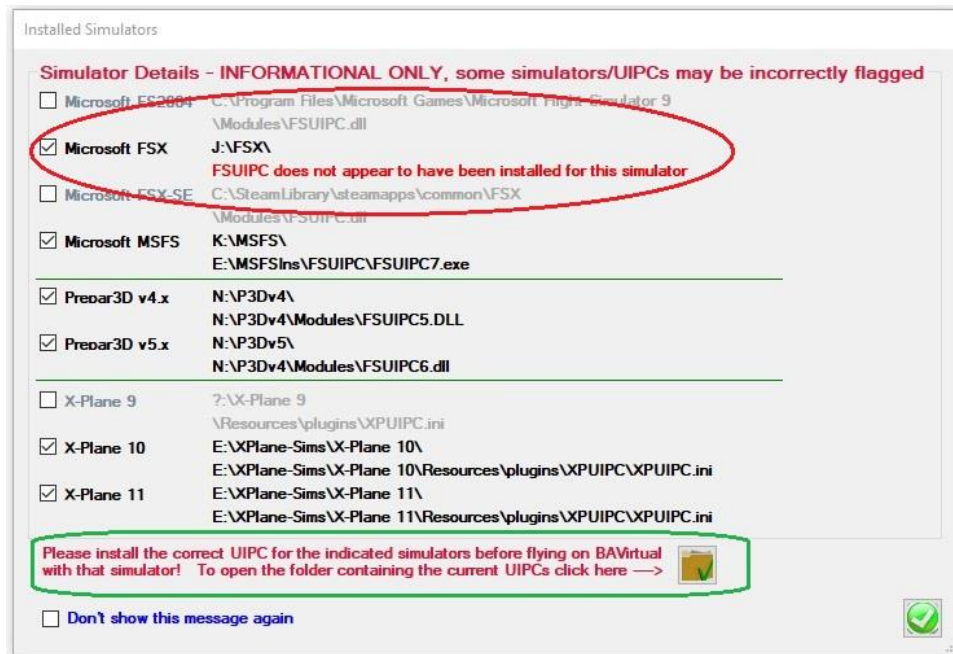 Installed Simulators
Simulator Details - INFORMATIONAL ONLY, some simulators/UIPCs may be incorrectly flagged
Microsoft FS2004 C:\Program Files\Microsoft Games\Microsoft Flight Simulator 9
\Modules\FSUIPC.dll
Microsoft FSX J:\FSX\
FSUIPC does not appear to have been installed for this simulator
Microsoft FSX-SE C:\SteamLibrary\steamapps\common\FSX
\Modules\FSUIPC.dll
Microsoft MSFS K:\MSFS\
E:\MSFSIns\FSUIPC\FSUIPC7.exe
Prepar3D v4.x N:\P3Dv4\
N:\P3Dv4\Modules\FSUIPC5.DLL
Prepar3D v5.x N:\P3Dv5\
N:\P3Dv4\Modules\FSUIPC6.dll
X-Plane 9 ?:\X-Plane 9
\Resources\plugins\XPUIPC.ini
X-Plane 10 E:\XPlane-Sims\X-Plane 10\
E:\XPlane-Sims\X-Plane 10\Resources\plugins\XPUIPC\XPUIPC.ini
X-Plane 11 E:\XPlane-Sims\X-Plane 11\
E:\XPlane-Sims\X-Plane 11\Resources\plugins\XPUIPC\XPUIPC.ini
Please install the correct UIPC for the indicated simulators before flying on BAVirtual
with that simulator! To open the folder containing the current UIPCs click here --->
Don't show this message again